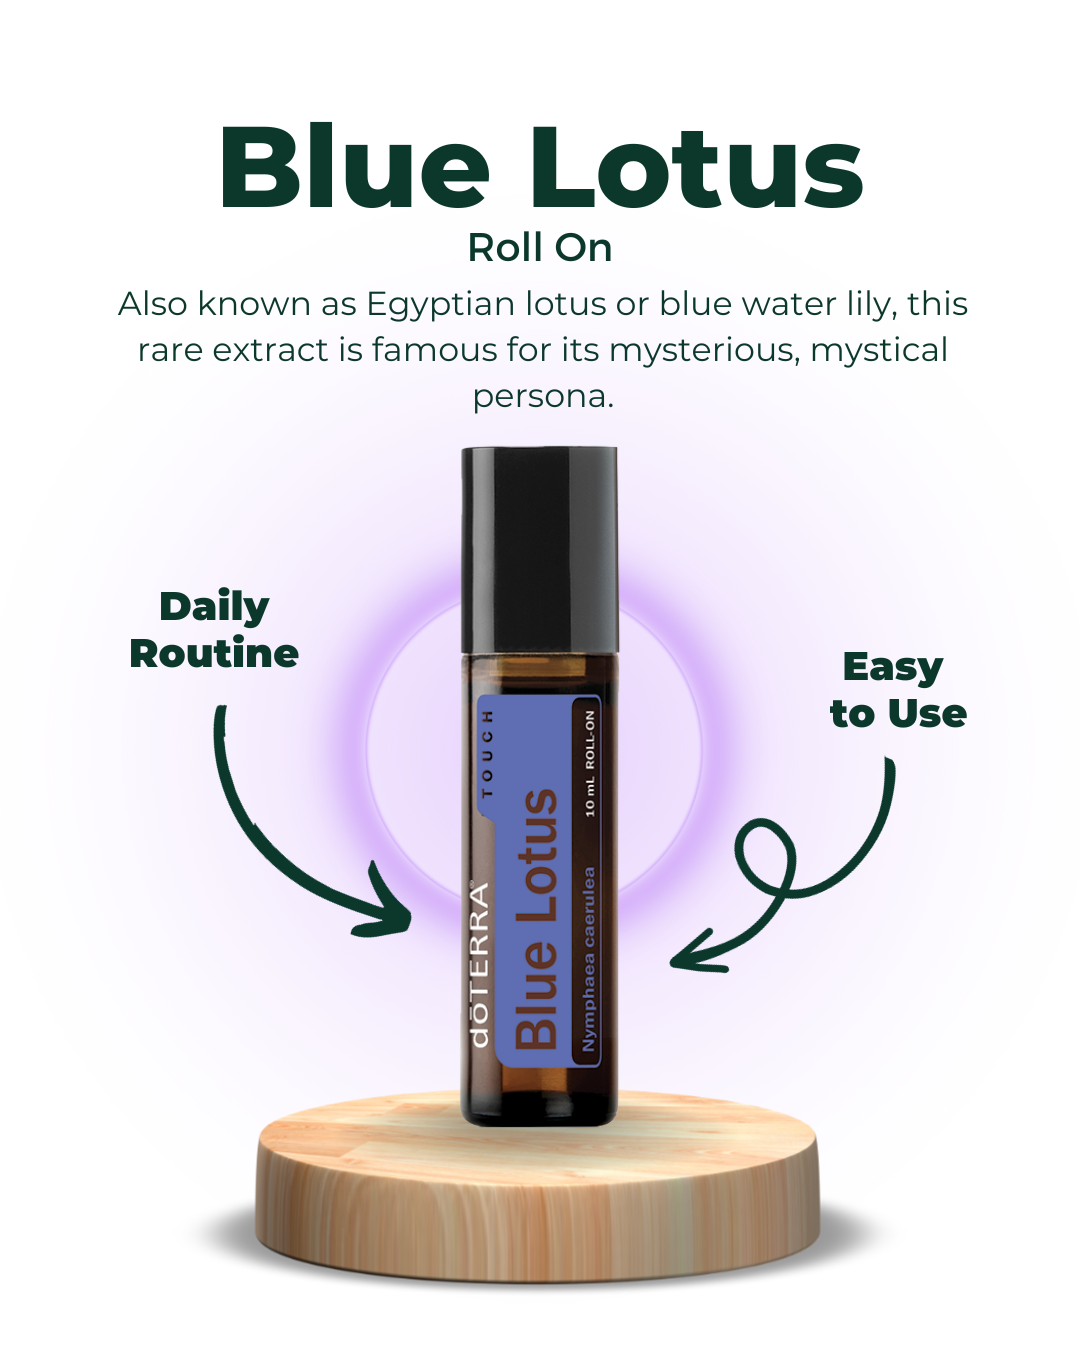 Blue Lotus
Roll On
Also known as Egyptian lotus or blue water lily, this
rare extract is famous for its mysterious, mystical
persona.
Daily
Routine
Easy
to Use
dōTERRA®
TOUCH
Blue Lotus
Nymphaea caerulea
10 mL ROLL-ON